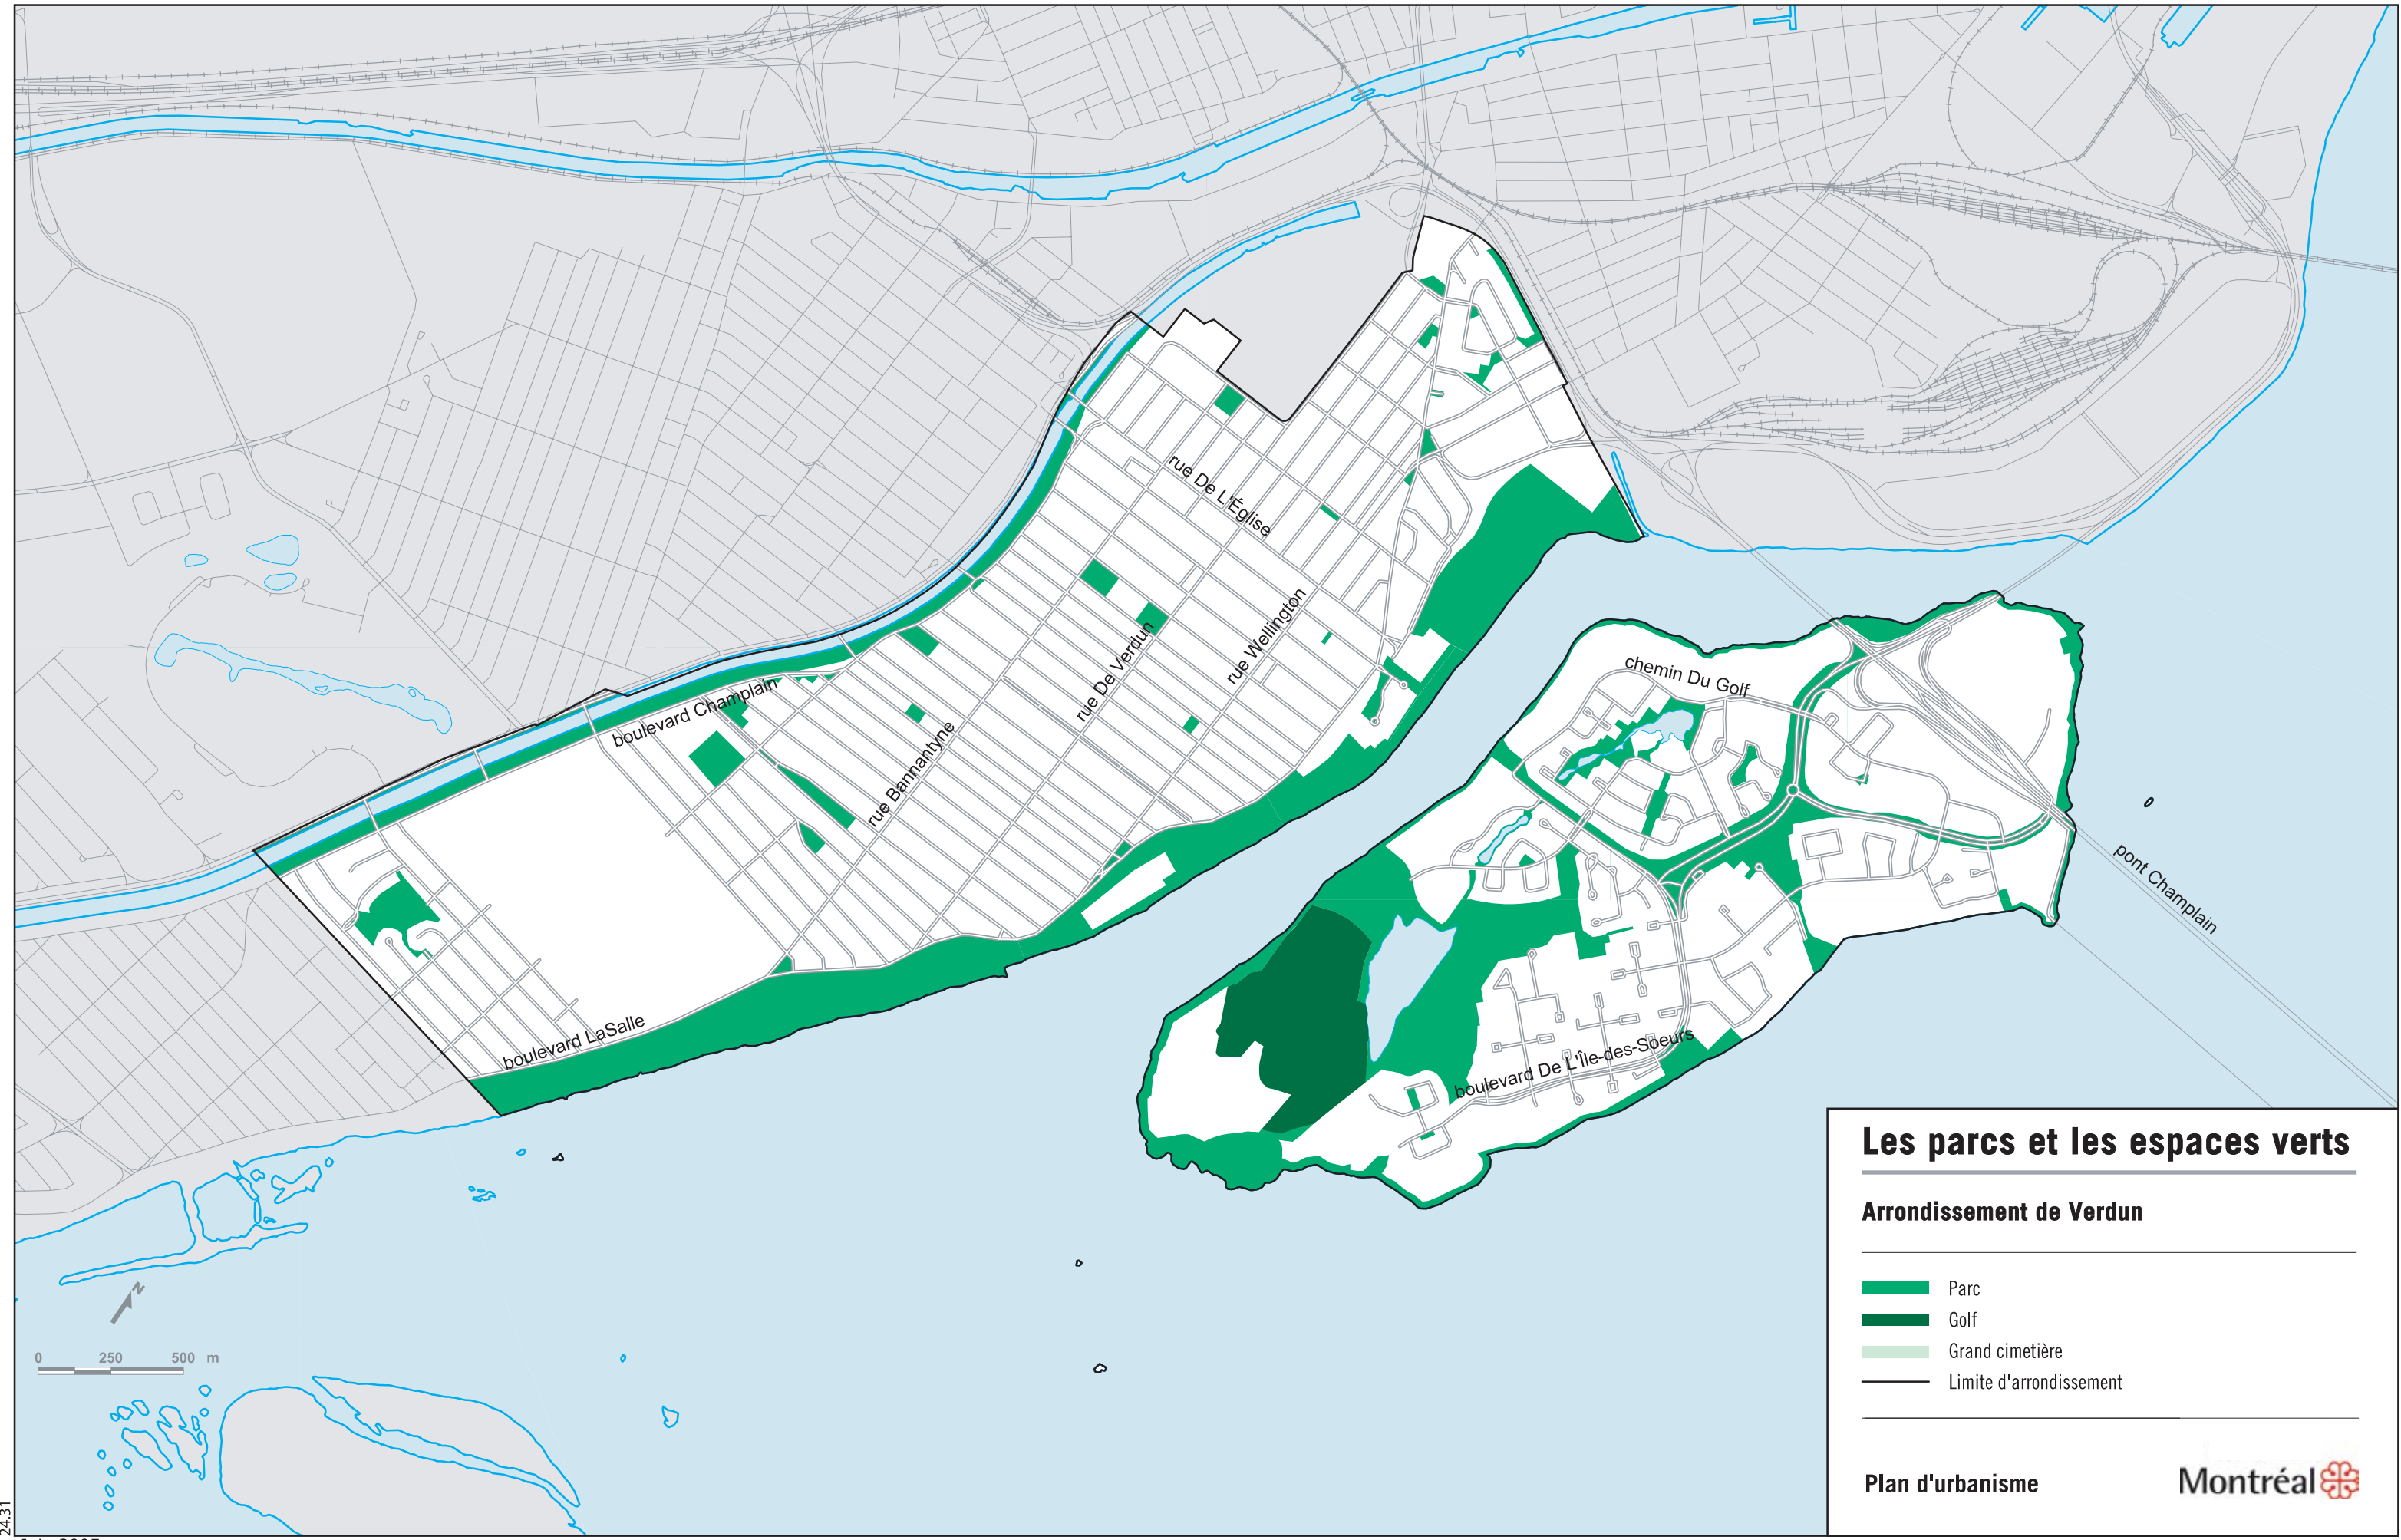 rue De L'Église
rue Wellington
rue De Verdun
boulevard Champlain
rue Bannantyne
boulevard LaSalle
chemin Du Golf
pont Champlain
boulevard De L'Île-des-Soeurs
N
0 250 500 m
24.31
Les parcs et les espaces verts
Arrondissement de Verdun
Parc
Golf
Grand cimetière
Limite d'arrondissement
Plan d'urbanisme
Montréal